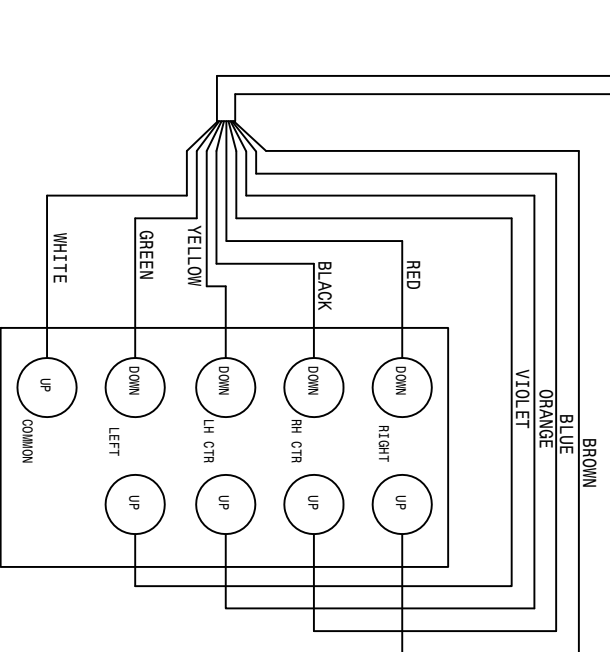 WHITE
GREEN
YELLOW
BLACK
RED
VIOLET
ORANGE
BLUE
BROWN
UP
DOWN
DOWN
DOWN
DOWN
COMMON
LEFT
LH CTR
RH CTR
RIGHT
UP
UP
UP
UP